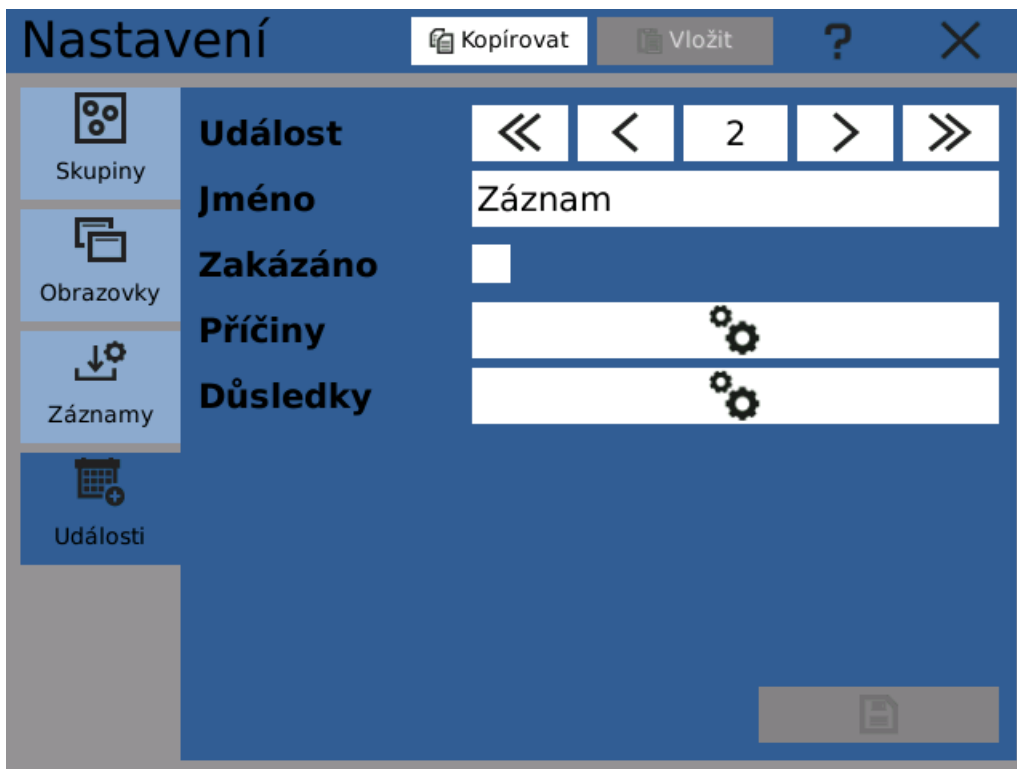 Nastavení
Kopírovat
Vložit
?
Skupiny
Obrazovky
Záznamy
Události
Událost
2
Jméno
Záznam
Zakázáno
Příčiny
Důsledky